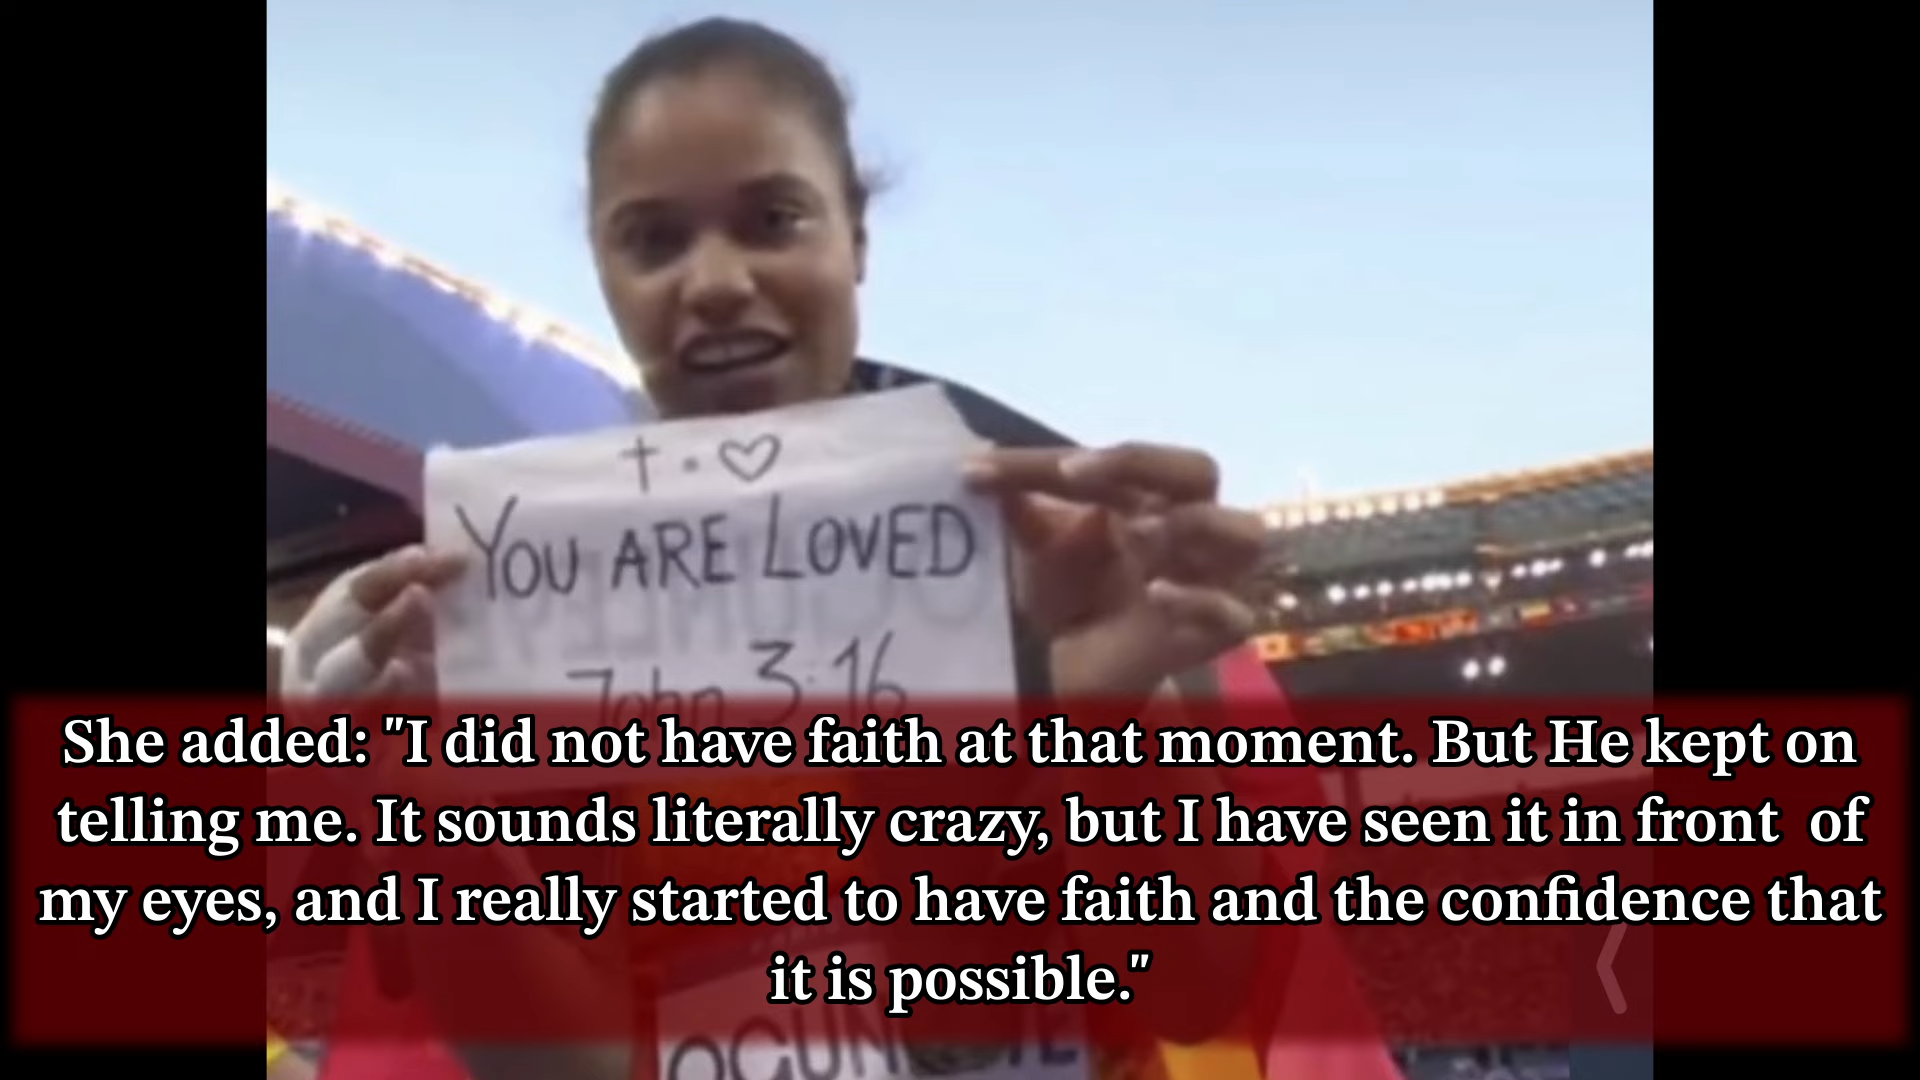 YOU ARE LOVED
John 3:16
She added: "I did not have faith at that moment. But He kept on
telling me. It sounds literally crazy, but I have seen it in front  of
my eyes, and I really started to have faith and the confidence that
it is possible."